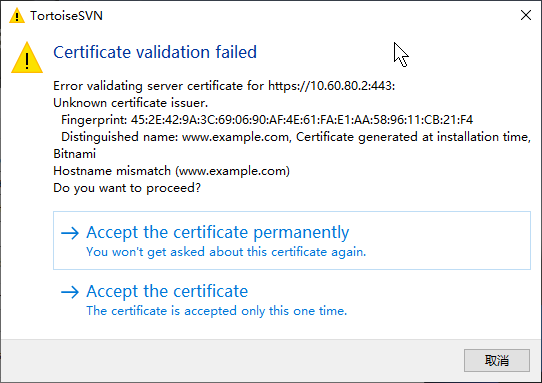 TortoiseSVN
Certificate validation failed
Error validating server certificate for https://10.60.80.2:443:
Unknown certificate issuer.
Fingerprint: 45:2E:42:9A:3C:69:06:90:AF:4E:61:FA:E1:AA:58:96:11:CB:21:F4
Distinguished name: www.example.com, Certificate generated at installation time,
Bitnami
Hostname mismatch (www.example.com)
Do you want to proceed?
Accept the certificate permanently
You won't get asked about this certificate again.
Accept the certificate
The certificate is accepted only this one time.
取消